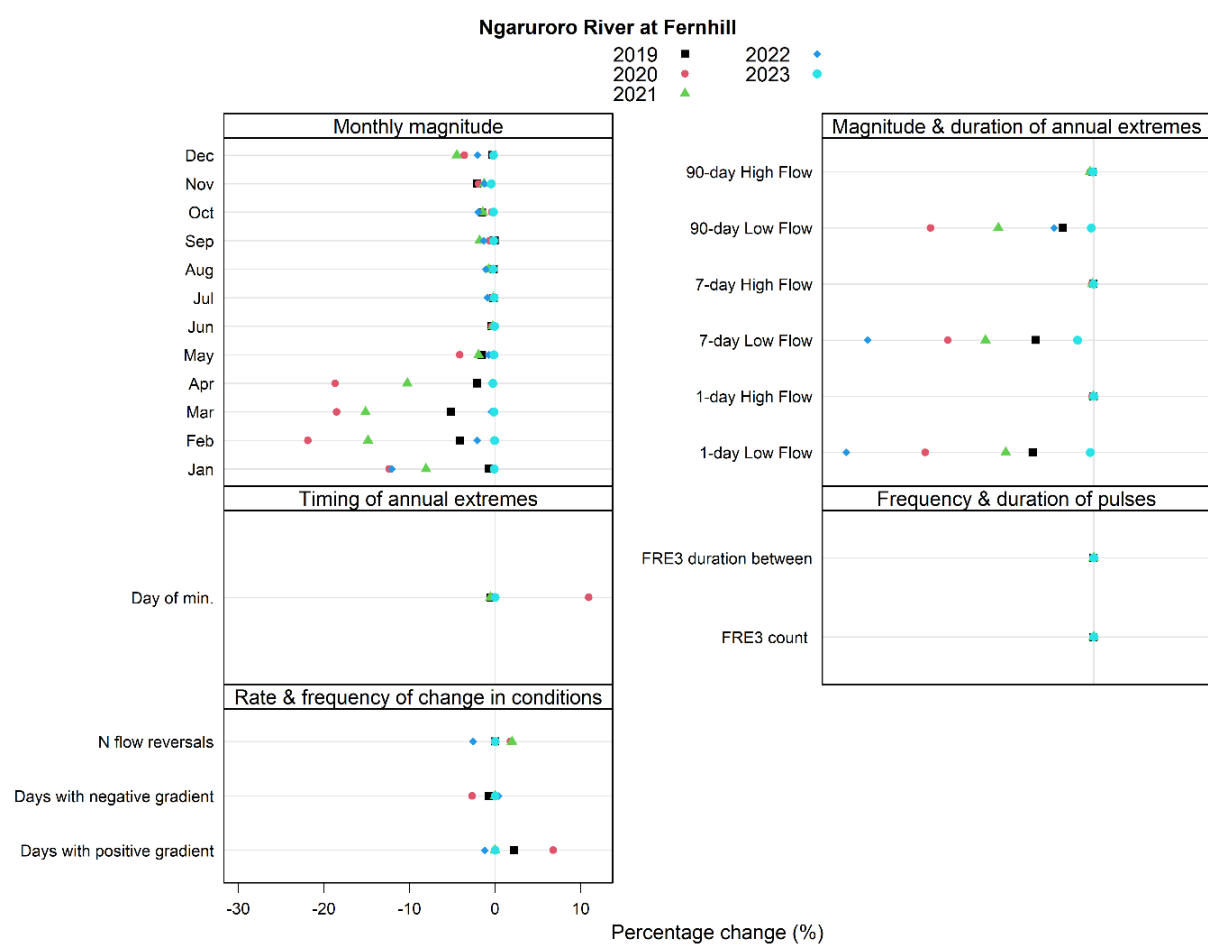 Ngaruroro River at Fernhill
2019 2022
2020 2023
2021
Monthly magnitude
Dec
Nov
Oct
Sep
Aug
Jul
Jun
May
Apr
Mar
Feb
Jan
Timing of annual extremes
Day of min.
Rate & frequency of change in conditions
N flow reversals
Days with negative gradient
Days with positive gradient
-30 -20 -10 0 10
Magnitude & duration of annual extremes
90-day High Flow
90-day Low Flow
7-day High Flow
7-day Low Flow
1-day High Flow
1-day Low Flow
Frequency & duration of pulses
FRE3 duration between
FRE3 count
Percentage change (%)